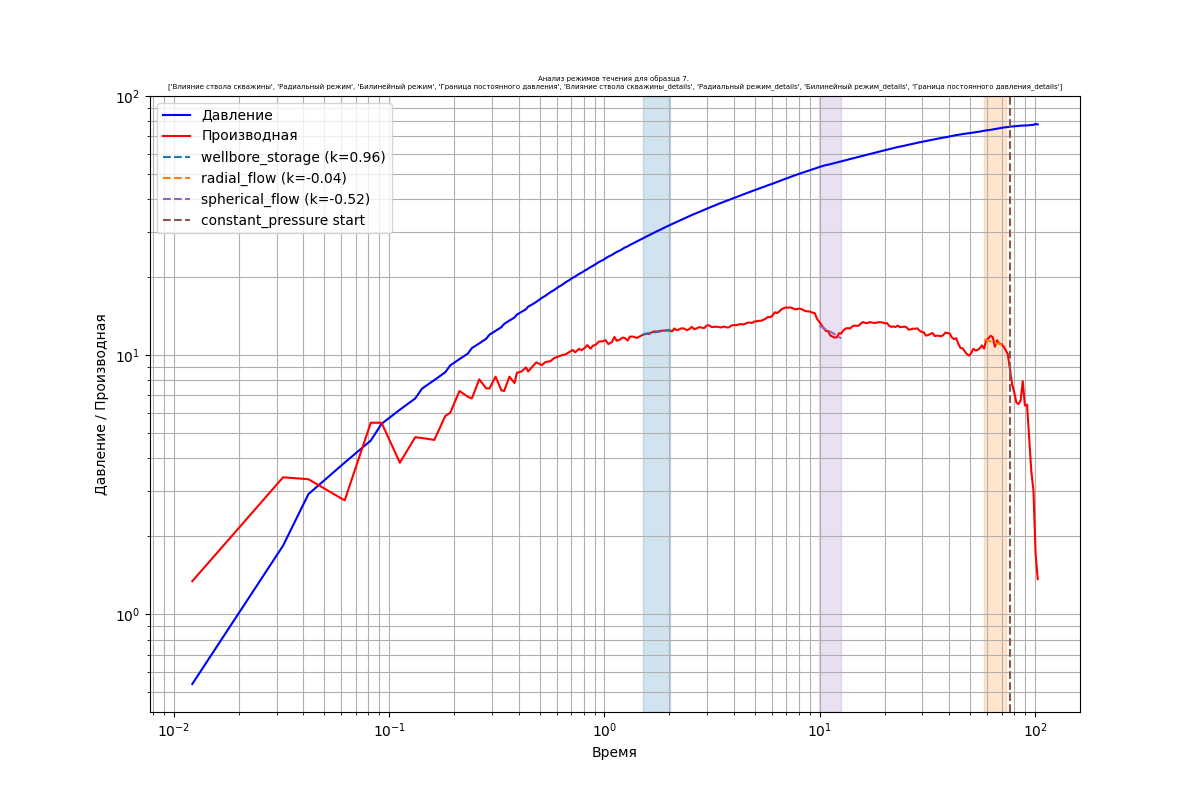 Анализ режимов течения для образца 7.
['Влияние ствола скважины', 'Радиальный режим', 'Билинейный режим', 'Граница постоянного давления', 'Влияние ствола скважины_details', 'Радиальный режим_details', 'Билинейный режим_details', 'Граница постоянного давления_details']
Давление
Производная
wellbore_storage (k=0.96)
radial_flow (k=-0.04)
spherical_flow (k=-0.52)
constant_pressure start
Давление / Производная
10²
10¹
10⁰
10⁻² 10⁻¹ 10⁰ 10¹ 10²
Время